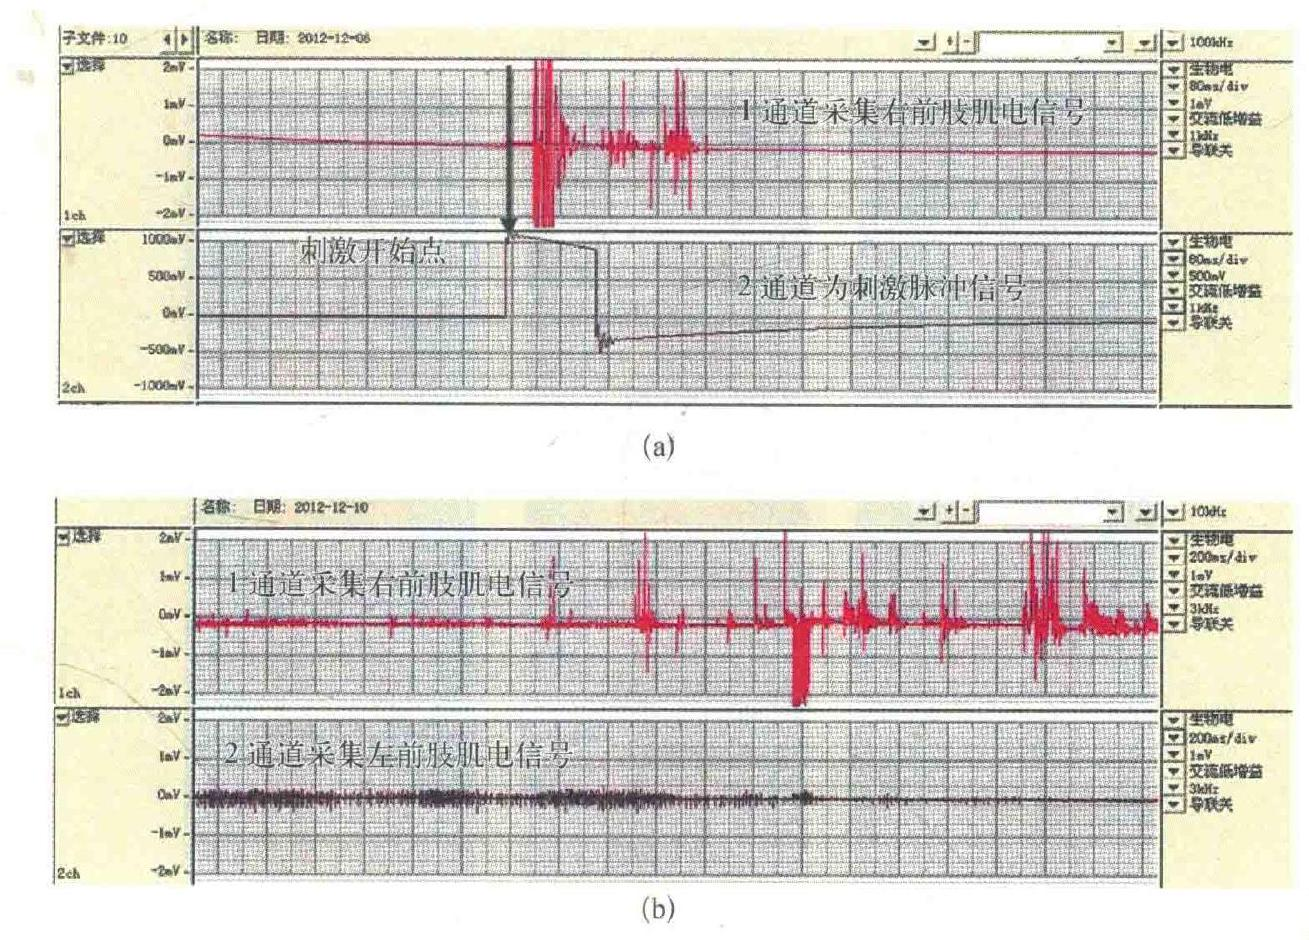 子文件:10 名称: 日期: 2012-12-06 + - 100kHz
选择 2mV 生物电
80ms/div
1mV 1 通道采集右前肢肌电信号 1mV
交流低增益
0mV 1kHz
导联关
-1mV
1ch -2mV
选择 1000mV 生物电
刺激开始点 80ms/div
500mV 2 通道为刺激脉冲信号 500mV
交流低增益
0mV 1kHz
导联关
-500mV
2ch -1000mV
(a)
名称: 日期: 2012-12-10 + - 10kHz
选择 2mV 生物电
200ms/div
1mV 1 通道采集右前肢肌电信号 1mV
交流低增益
0mV 3kHz
导联关
-1mV
1ch -2mV
选择 2mV 生物电
200ms/div
1mV 2 通道采集左前肢肌电信号 1mV
交流低增益
0mV 3kHz
导联关
-1mV
2ch -2mV
(b)